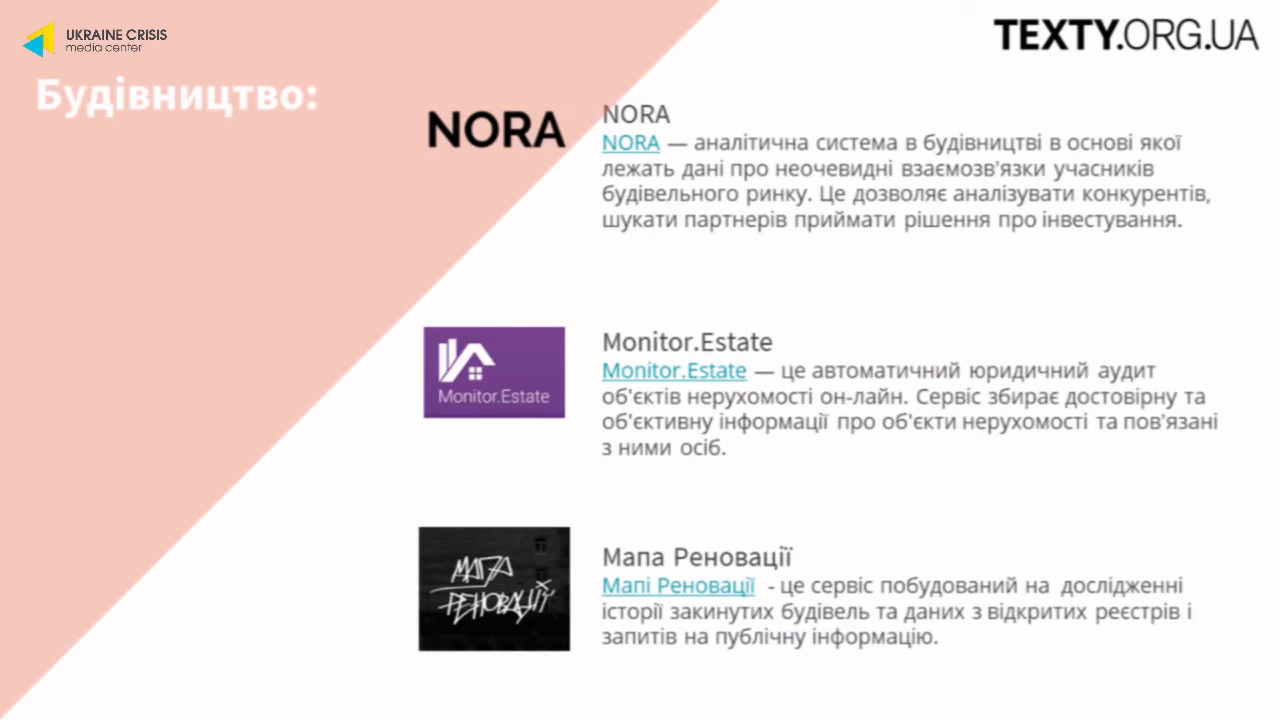 UKRAINE CRISIS
media center
TEXTY.ORG.UA
Будівництво:
NORA
NORA
NORA — аналітична система в будівництві в основі якої
лежать дані про неочевидні взаємозв'язки учасників
будівельного ринку. Це дозволяє аналізувати конкурентів,
шукати партнерів приймати рішення про інвестування.
Monitor.Estate
Monitor.Estate
Monitor.Estate — це автоматичний юридичний аудит
об'єктів нерухомості он-лайн. Сервіс збирає достовірну та
об'єктивну інформації про об'єкти нерухомості та пов'язані
з ними осіб.
МАПА
РЕНОВАЦІЇ
Мапа Реновації
Мапі Реновації - це сервіс побудований на дослідженні
історії закинутих будівель та даних з відкритих реєстрів і
запитів на публічну інформацію.